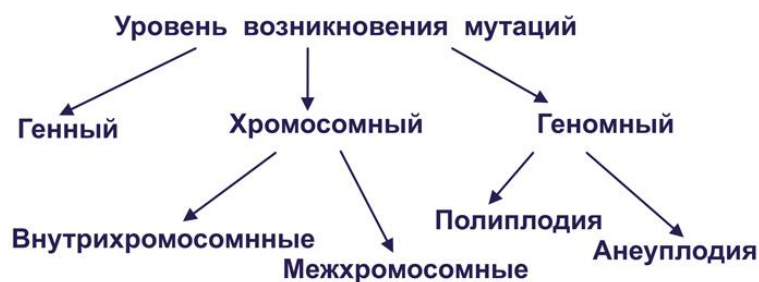 Уровень возникновения мутаций
Генный
Хромосомный
Геномный
Внутрихромосомнные
Межхромосомные
Полиплодия
Анеуплодия